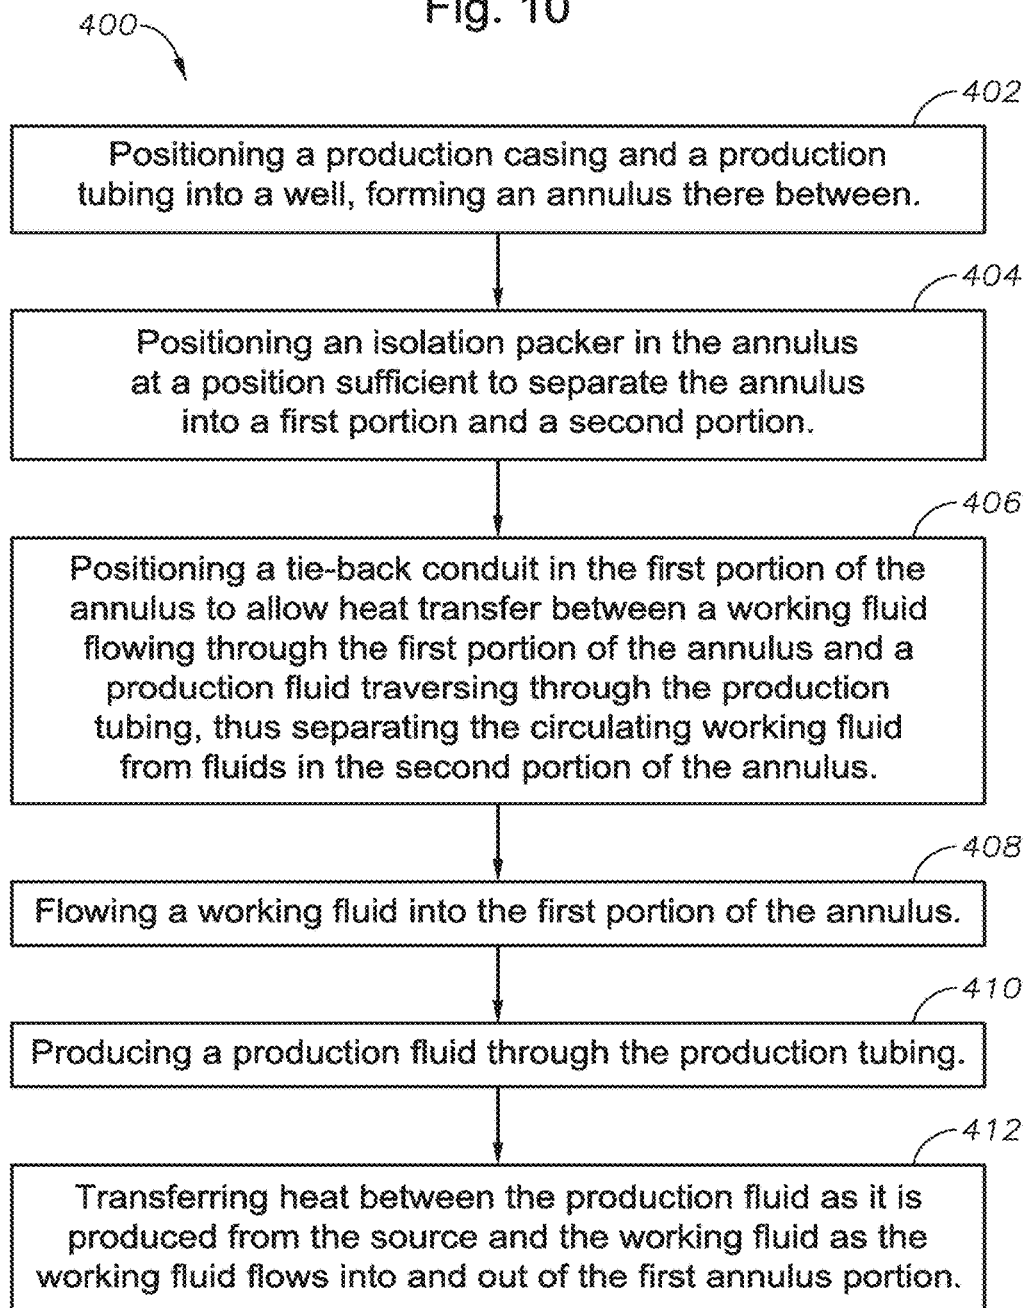 Fig. 10
400
402
Positioning a production casing and a production
tubing into a well, forming an annulus there between.
404
Positioning an isolation packer in the annulus
at a position sufficient to separate the annulus
into a first portion and a second portion.
406
Positioning a tie-back conduit in the first portion of the
annulus to allow heat transfer between a working fluid
flowing through the first portion of the annulus and a
production fluid traversing through the production
tubing, thus separating the circulating working fluid
from fluids in the second portion of the annulus.
408
Flowing a working fluid into the first portion of the annulus.
410
Producing a production fluid through the production tubing.
412
Transferring heat between the production fluid as it is
produced from the source and the working fluid as the
working fluid flows into and out of the first annulus portion.